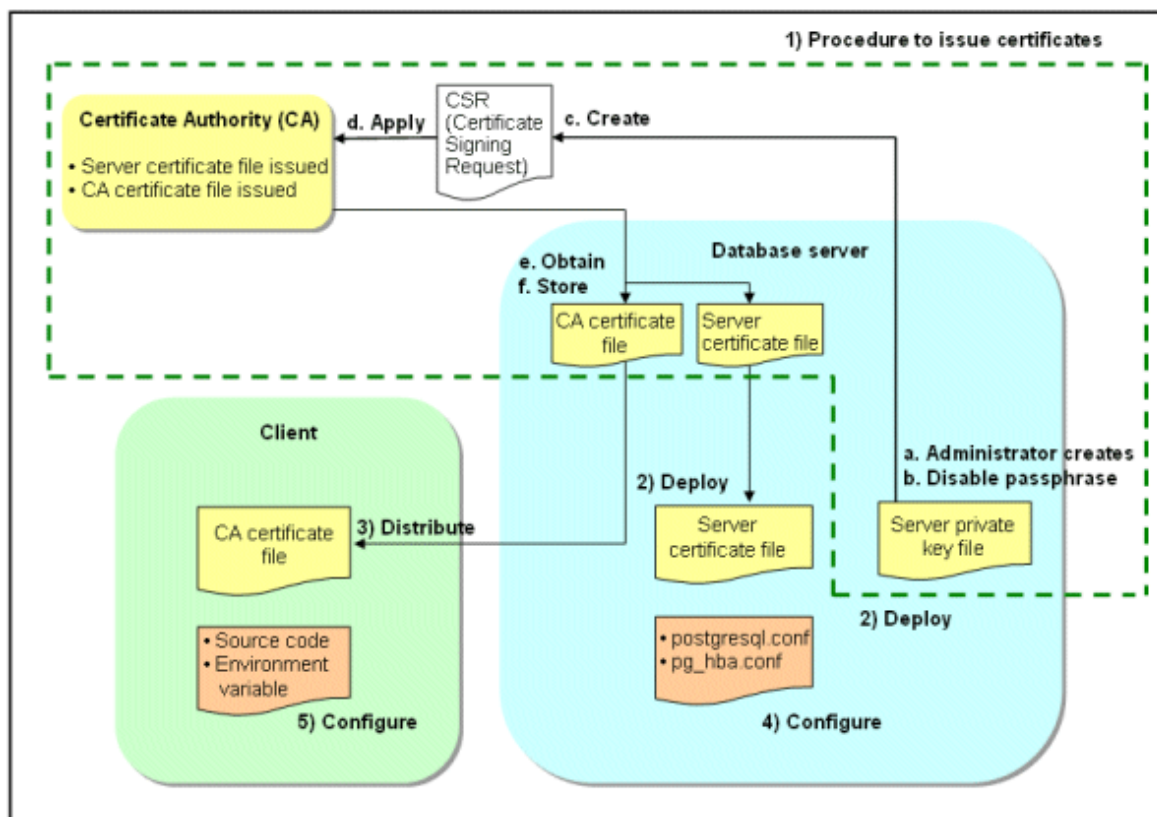 1) Procedure to issue certificates
Certificate Authority (CA)
• Server certificate file issued
• CA certificate file issued
d. Apply
CSR
(Certificate
Signing
Request)
c. Create
Database server
e. Obtain
f. Store
CA certificate
file
Server
certificate file
Client
a. Administrator creates
b. Disable passphrase
2) Deploy
3) Distribute
CA certificate
file
Server
certificate file
Server private
key file
2) Deploy
• Source code
• Environment
variable
• postgresql.conf
• pg_hba.conf
5) Configure
4) Configure